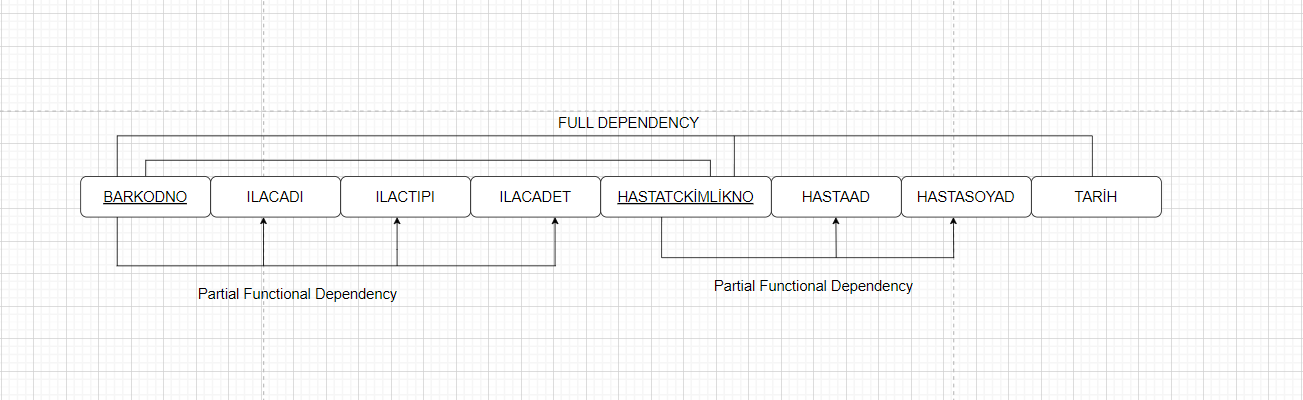 FULL DEPENDENCY
BARKODNO
ILACADI
ILACTIPI
ILACADET
HASTATCKİMLİKNO
HASTAAD
HASTASOYAD
TARİH
Partial Functional Dependency
Partial Functional Dependency